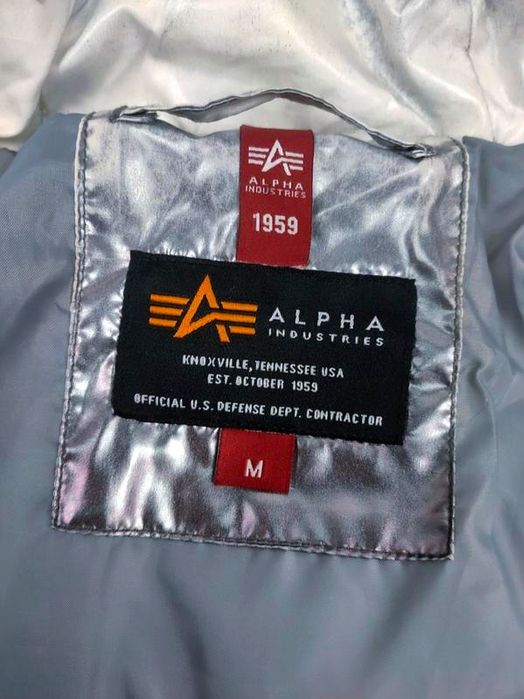 ALPHA
INDUSTRIES
1959
ALPHA
INDUSTRIES
KNOXVILLE, TENNESSEE USA
EST. OCTOBER 1959
OFFICIAL U.S. DEFENSE DEPT. CONTRACTOR
M